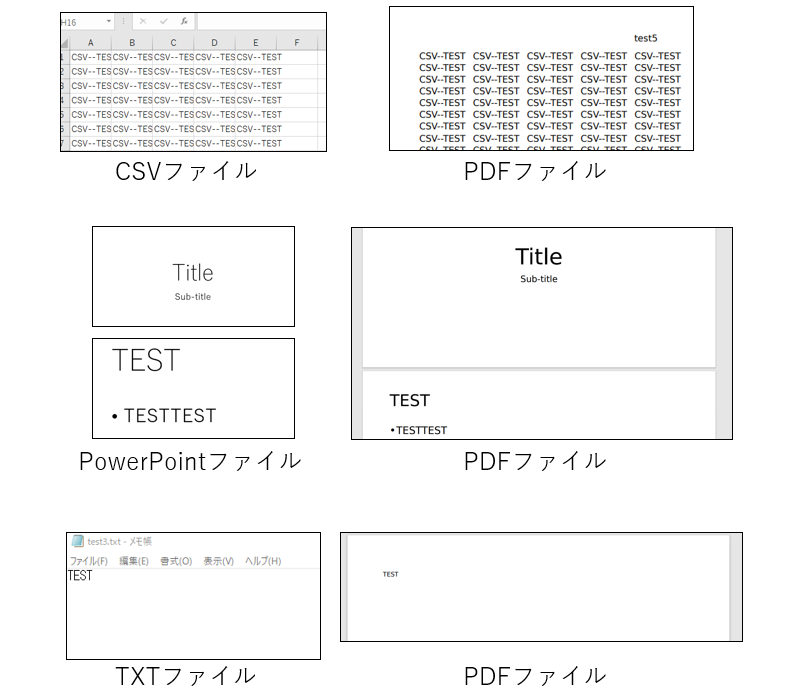 H16
A B C D E F
1 CSV--TES CSV--TES CSV--TES CSV--TES CSV--TEST
2 CSV--TES CSV--TES CSV--TES CSV--TES CSV--TEST
3 CSV--TES CSV--TES CSV--TES CSV--TES CSV--TEST
4 CSV--TES CSV--TES CSV--TES CSV--TES CSV--TEST
5 CSV--TES CSV--TES CSV--TES CSV--TES CSV--TEST
6 CSV--TES CSV--TES CSV--TES CSV--TES CSV--TEST
7 CSV--TES CSV--TES CSV--TES CSV--TES CSV--TEST
CSVファイル
test5
CSV--TEST CSV--TEST CSV--TEST CSV--TEST CSV--TEST
CSV--TEST CSV--TEST CSV--TEST CSV--TEST CSV--TEST
CSV--TEST CSV--TEST CSV--TEST CSV--TEST CSV--TEST
CSV--TEST CSV--TEST CSV--TEST CSV--TEST CSV--TEST
CSV--TEST CSV--TEST CSV--TEST CSV--TEST CSV--TEST
CSV--TEST CSV--TEST CSV--TEST CSV--TEST CSV--TEST
CSV--TEST CSV--TEST CSV--TEST CSV--TEST CSV--TEST
CSV--TEST CSV--TEST CSV--TEST CSV--TEST CSV--TEST
CSV--TEST CSV--TEST CSV--TEST CSV--TEST CSV--TEST
PDFファイル
Title
Sub-title
TEST
• TESTTEST
PowerPointファイル
Title
Sub-title
TEST
•TESTTEST
PDFファイル
test3.txt - メモ帳
ファイル(F) 編集(E) 書式(O) 表示(V) ヘルプ(H)
TEST
TXTファイル
TEST
PDFファイル